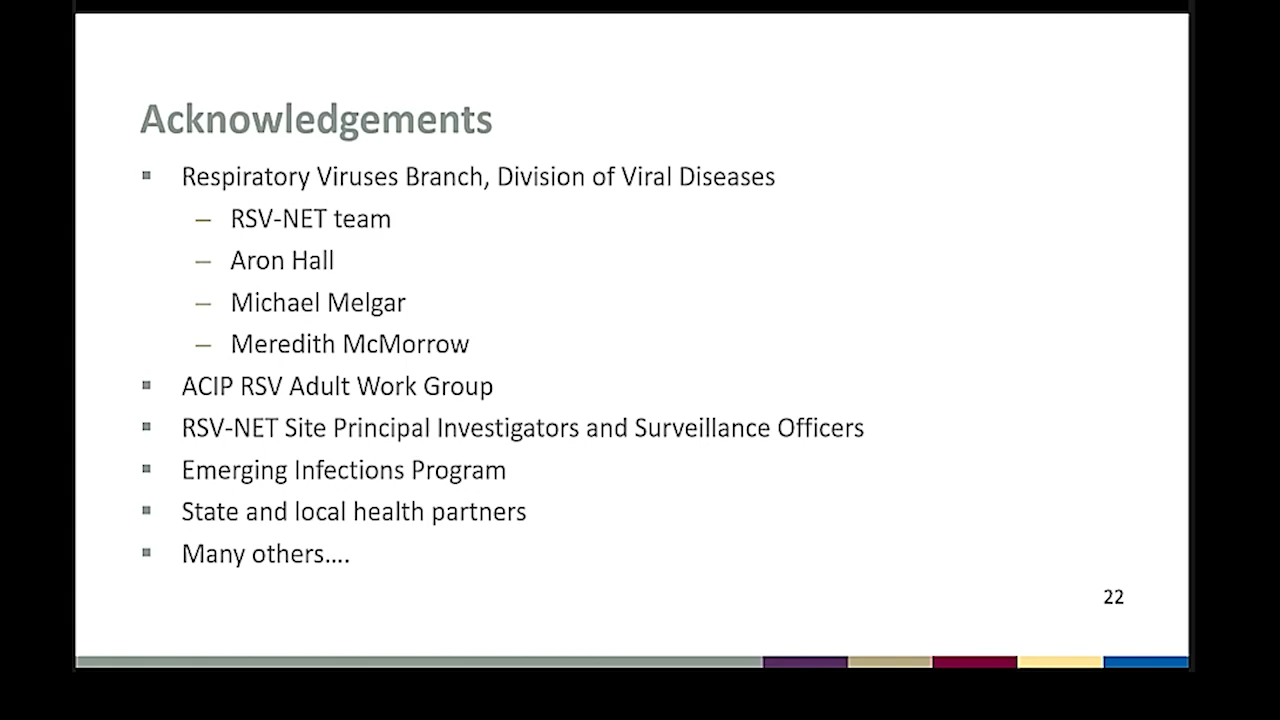 Acknowledgements
▪ Respiratory Viruses Branch, Division of Viral Diseases
– RSV-NET team
– Aron Hall
– Michael Melgar
– Meredith McMorrow
▪ ACIP RSV Adult Work Group
▪ RSV-NET Site Principal Investigators and Surveillance Officers
▪ Emerging Infections Program
▪ State and local health partners
▪ Many others....
22